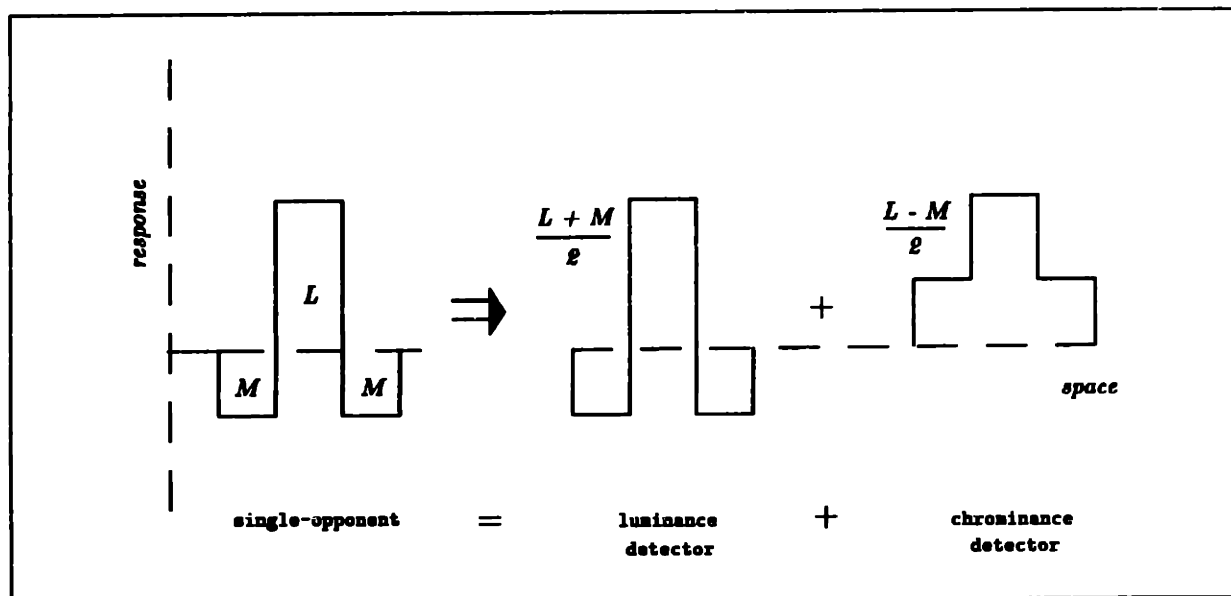 response
L
M
M
L + M
2
+
L - M
2
space
single-opponent
=
luminance
detector
+
chrominance
detector